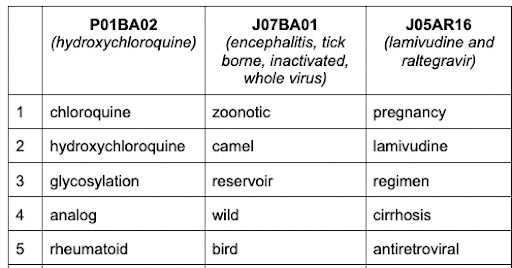 P01BA02 J07BA01 J05AR16
(hydroxychloroquine) (encephalitis, tick (lamivudine and
borne, inactivated, raltegravir)
whole virus)
1 chloroquine zoonotic pregnancy
2 hydroxychloroquine camel lamivudine
3 glycosylation reservoir regimen
4 analog wild cirrhosis
5 rheumatoid bird antiretroviral